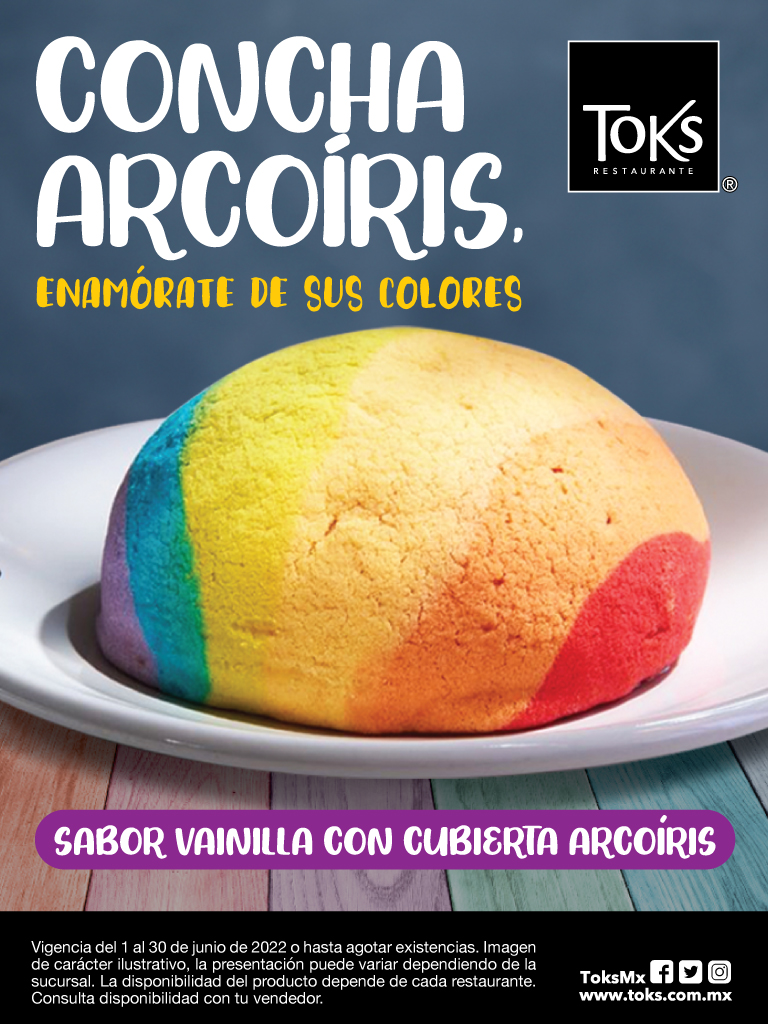 CONCHA
ARCOÍRIS,
ENAMÓRATE DE SUS COLORES
TOKS
RESTAURANTE
®
SABOR VAINILLA CON CUBIERTA ARCOÍRIS
Vigencia del 1 al 30 de junio de 2022 o hasta agotar existencias. Imagen
de carácter ilustrativo, la presentación puede variar dependiendo de la
sucursal. La disponibilidad del producto depende de cada restaurante.
Consulta disponibilidad con tu vendedor.
ToksMx
www.toks.com.mx